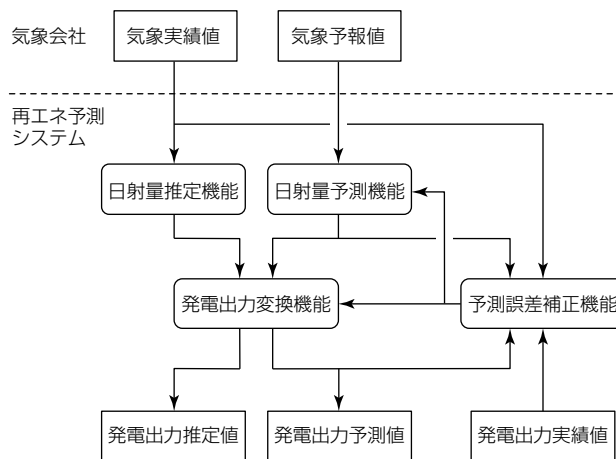 気象会社
気象実績値
気象予報値
再エネ予測
システム
日射量推定機能
日射量予測機能
発電出力変換機能
予測誤差補正機能
発電出力推定値
発電出力予測値
発電出力実績値